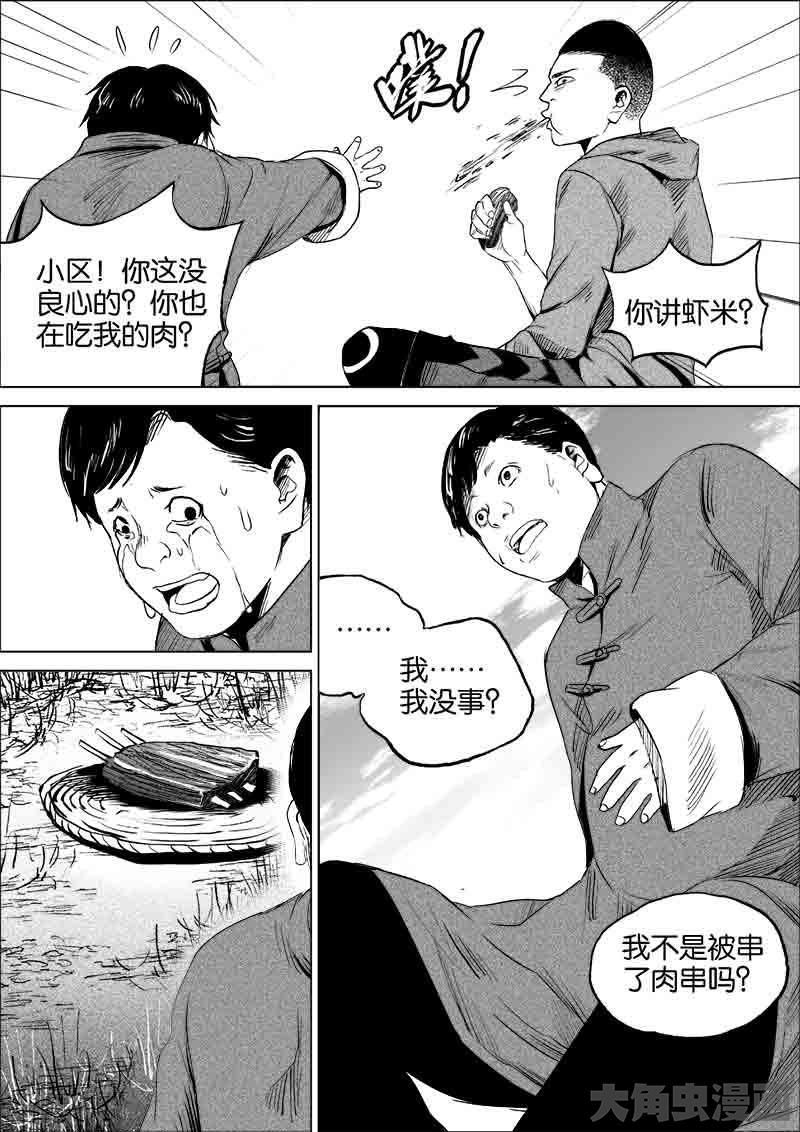 噗！
小区！你这没
良心的？你也
在吃我的肉？
你讲虾米？
……
我……
我没事？
我不是被串
了肉串吗？
大角虫漫画